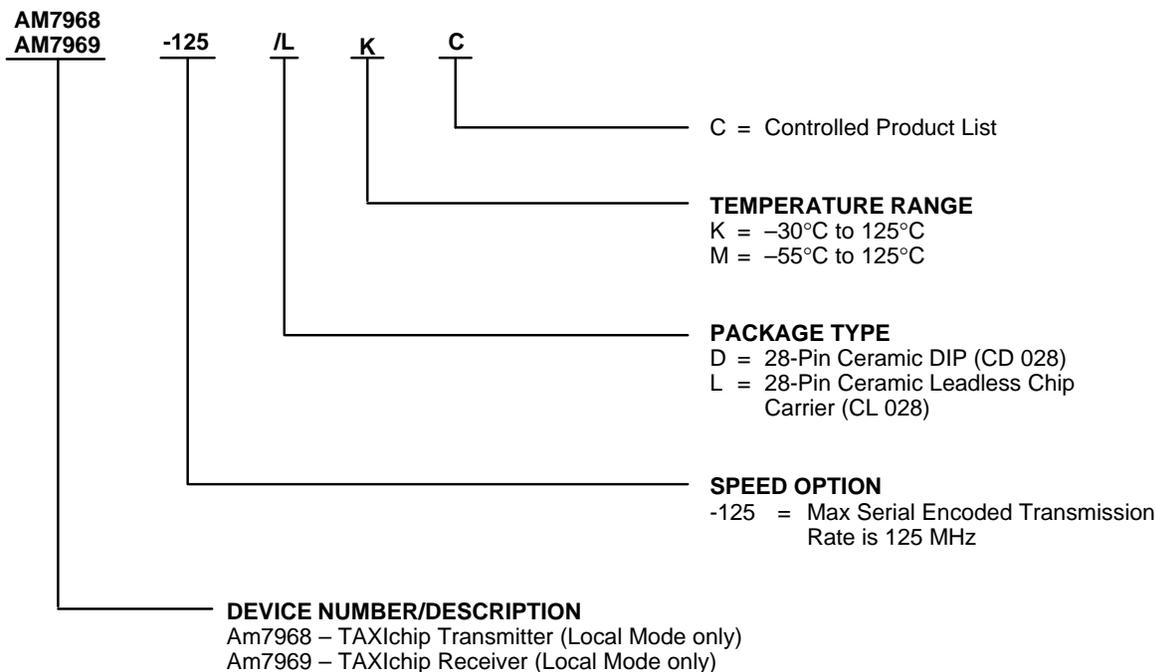 AM7968
AM7969 -125 /L K C
C = Controlled Product List
TEMPERATURE RANGE
K = –30°C to 125°C
M = –55°C to 125°C
PACKAGE TYPE
D = 28-Pin Ceramic DIP (CD 028)
L = 28-Pin Ceramic Leadless Chip
Carrier (CL 028)
SPEED OPTION
-125 = Max Serial Encoded Transmission
Rate is 125 MHz
DEVICE NUMBER/DESCRIPTION
Am7968 – TAXIchip Transmitter (Local Mode only)
Am7969 – TAXIchip Receiver (Local Mode only)